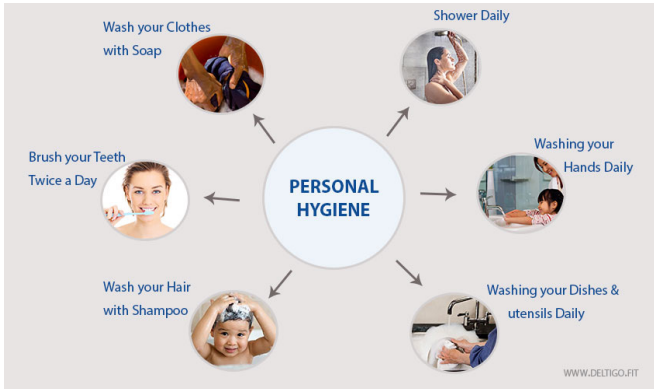 Wash your Clothes
with Soap
Shower Daily
Brush your Teeth
Twice a Day
PERSONAL
HYGIENE
Washing your
Hands Daily
Wash your Hair
with Shampoo
Washing your Dishes &
utensils Daily
WWW.DELTIGO.FIT